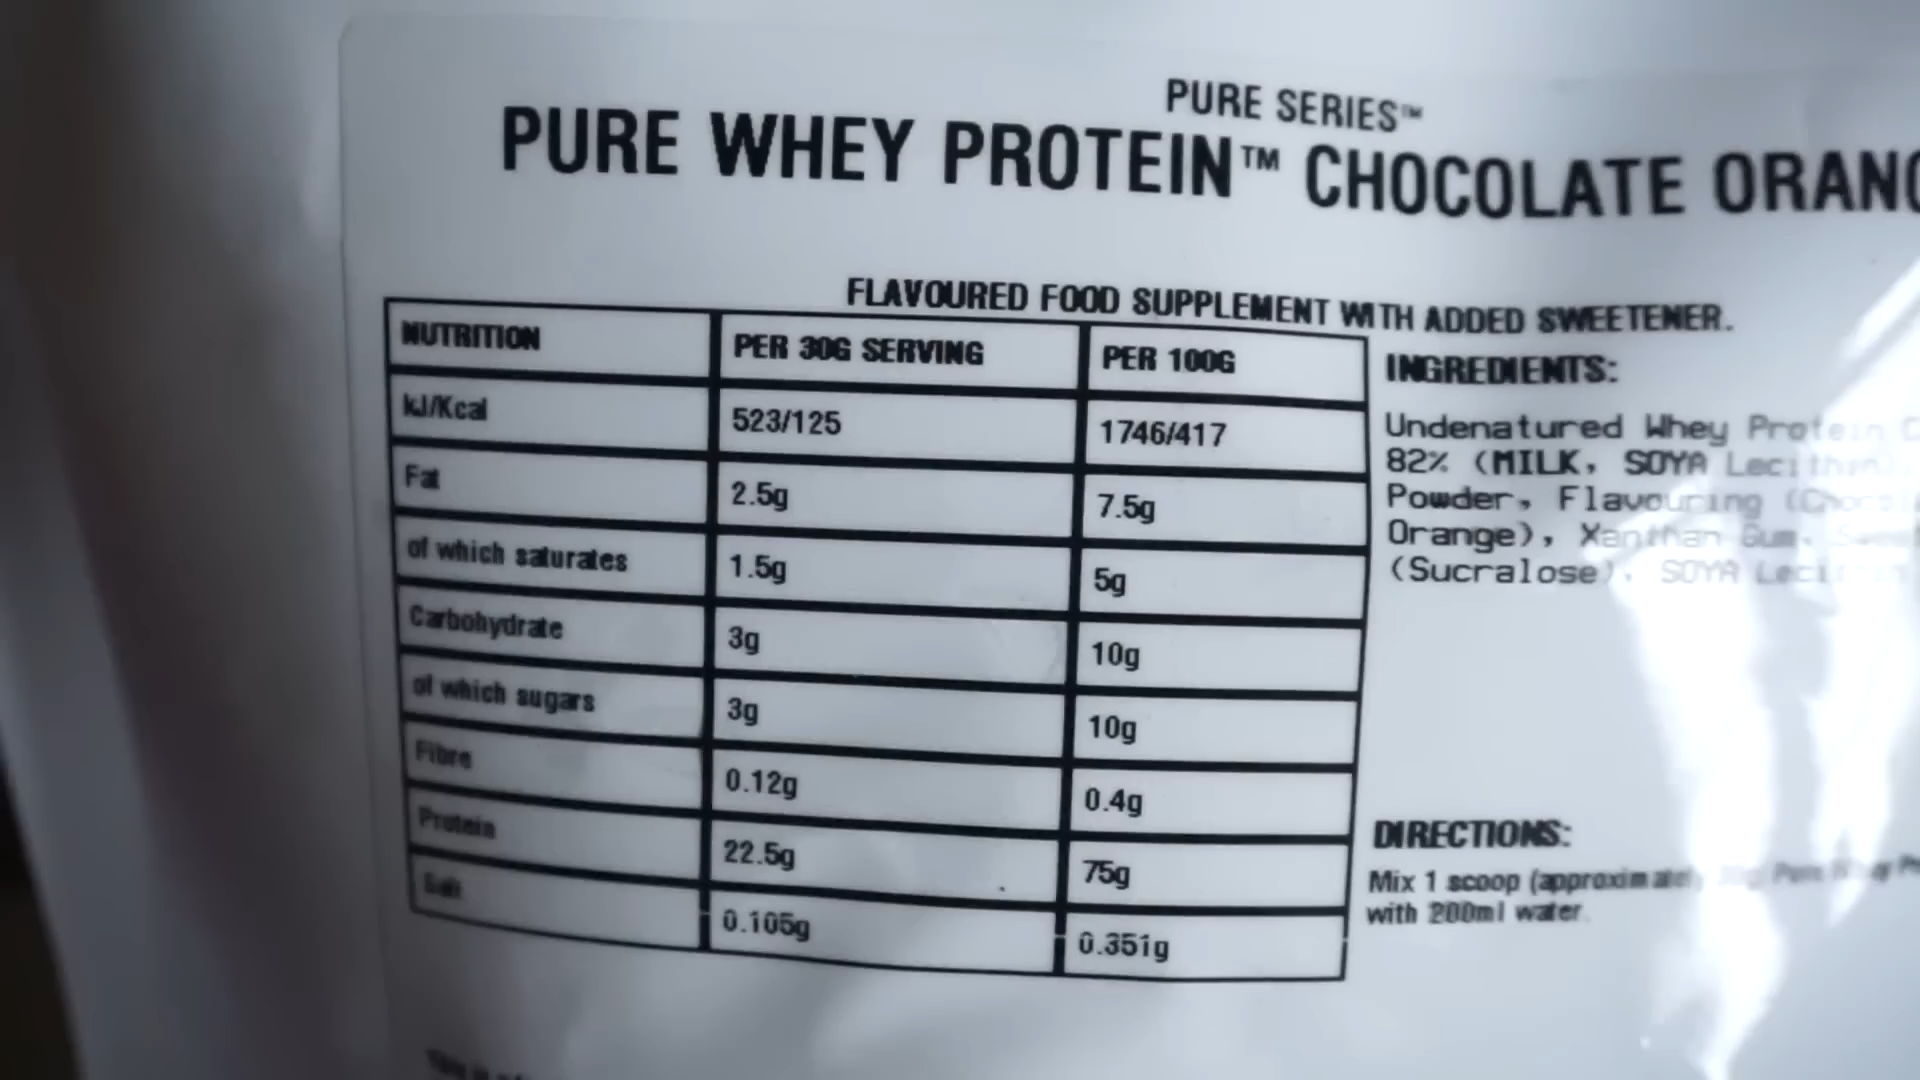 PURE SERIES™
PURE WHEY PROTEIN™ CHOCOLATE ORANG
FLAVOURED FOOD SUPPLEMENT WITH ADDED SWEETENER.
NUTRITION PER 30G SERVING PER 100G
kJ/Kcal 523/125 1746/417
Fat 2.5g 7.5g
of which saturates 1.5g 5g
Carbohydrate 3g 10g
of which sugars 3g 10g
Fibre 0.12g 0.4g
Protein 22.5g 75g
Salt 0.105g 0.351g
INGREDIENTS:
Undenatured Whey Protein
82% (MILK, SOYA Lecithin),
Powder, Flavouring
Orange), Xanthan Gum,
(Sucralose), SOYA
DIRECTIONS:
Mix 1 scoop (approximately Pure Whey
with 200ml water.